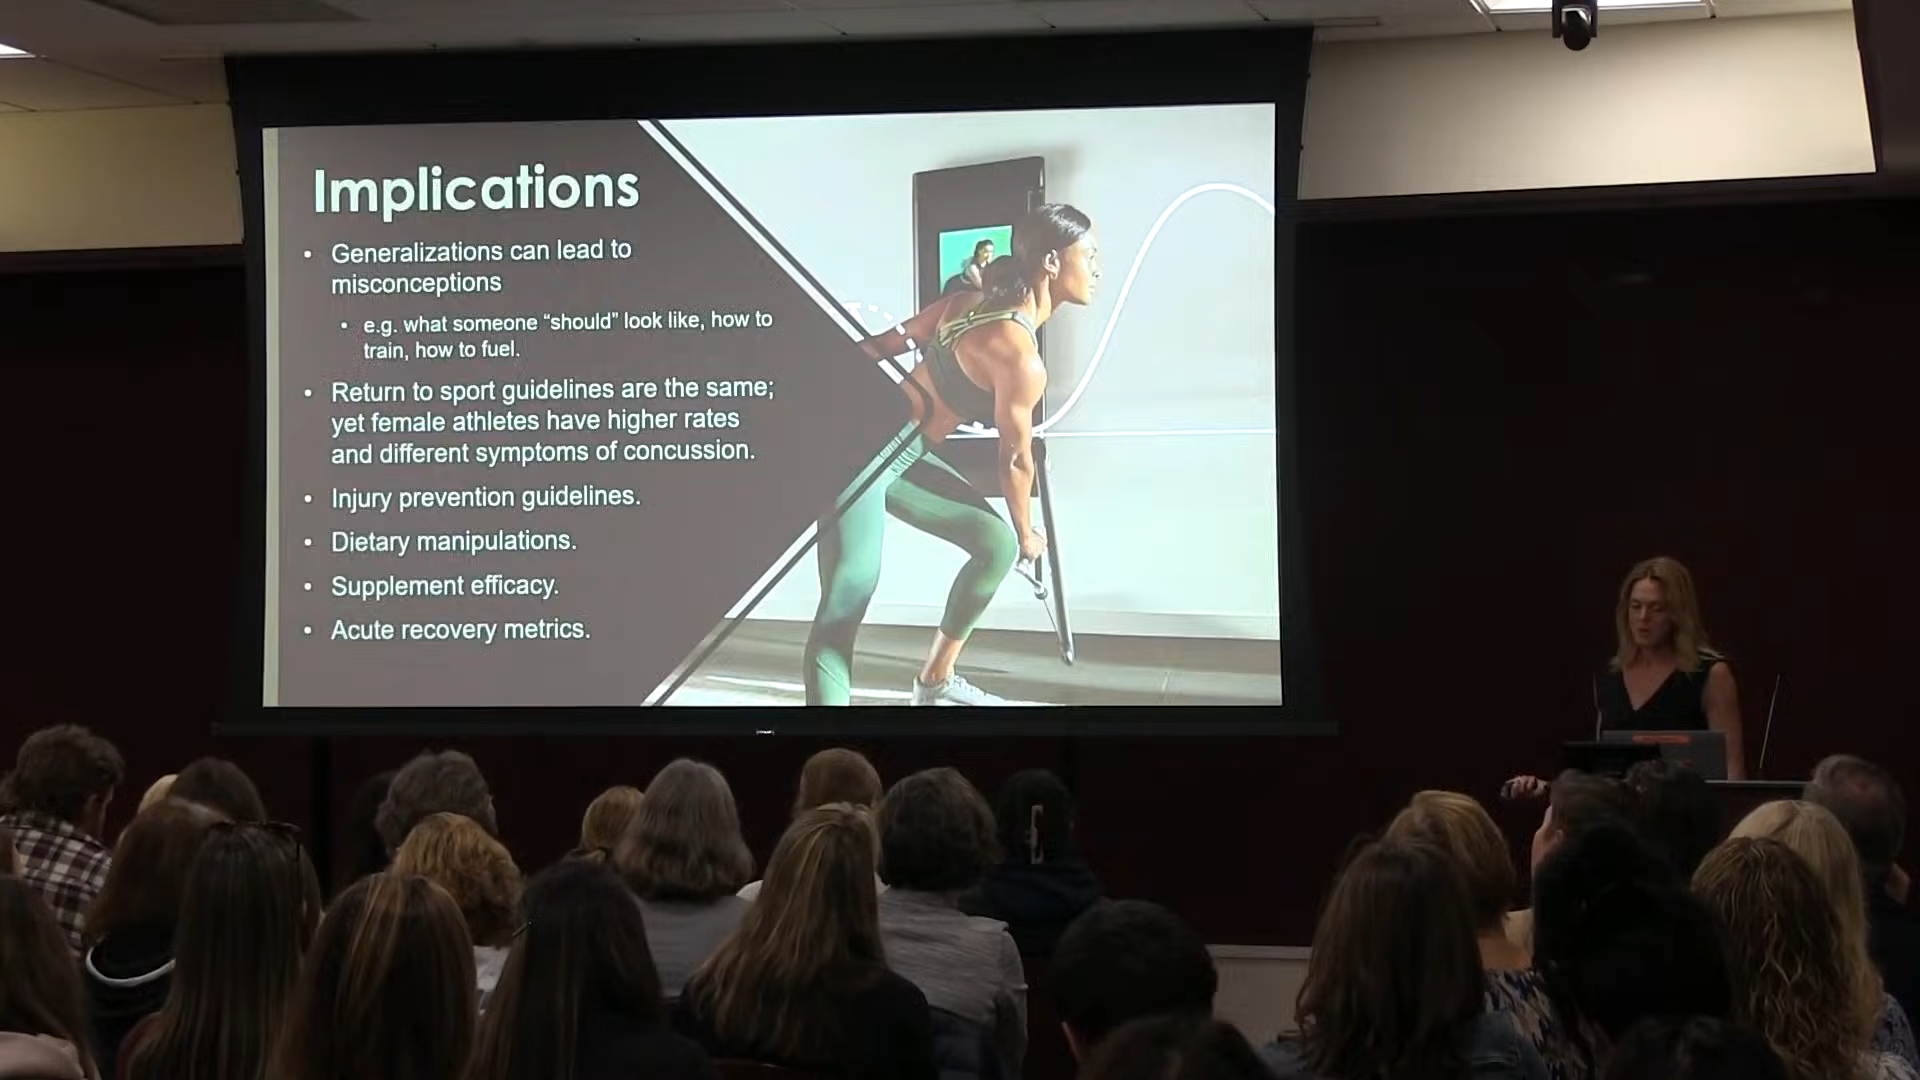 Implications
• Generalizations can lead to
misconceptions
• e.g. what someone “should” look like, how to
train, how to fuel.
• Return to sport guidelines are the same;
yet female athletes have higher rates
and different symptoms of concussion.
• Injury prevention guidelines.
• Dietary manipulations.
• Supplement efficacy.
• Acute recovery metrics.